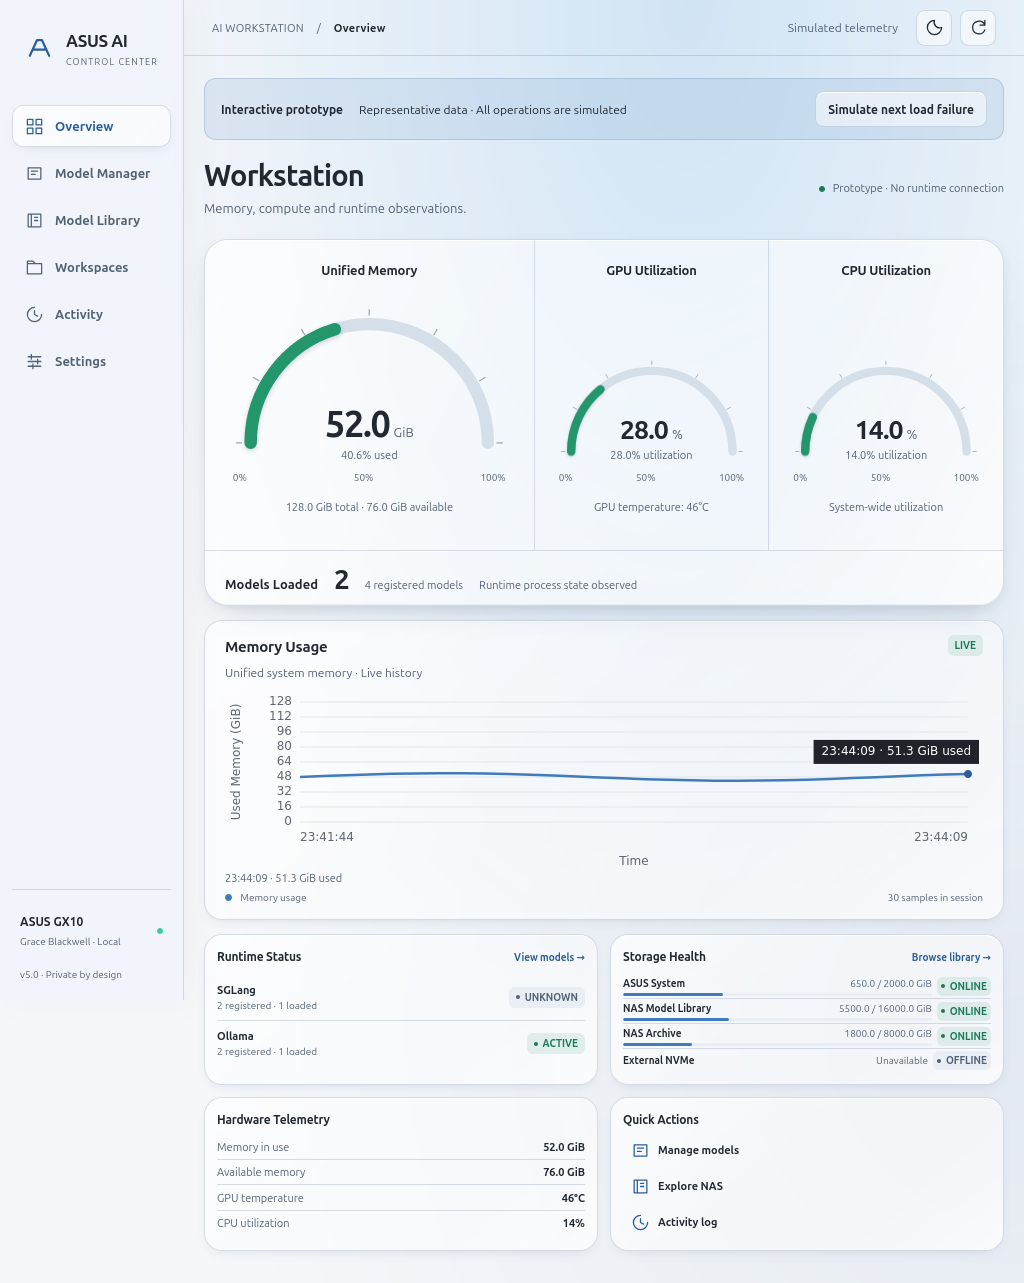 ASUS AI
CONTROL CENTER
Overview
Model Manager
Model Library
Workspaces
Activity
Settings
ASUS GX10
Grace Blackwell · Local
v5.0 · Private by design
AI WORKSTATION / Overview
Simulated telemetry
Interactive prototype Representative data · All operations are simulated
Simulate next load failure
Workstation
Memory, compute and runtime observations.
Prototype · No runtime connection
Unified Memory
52.0 GiB
40.6% used
0% 50% 100%
128.0 GiB total · 76.0 GiB available
GPU Utilization
28.0 %
28.0% utilization
0% 50% 100%
GPU temperature: 46°C
CPU Utilization
14.0 %
14.0% utilization
0% 50% 100%
System-wide utilization
Models Loaded 2 4 registered models Runtime process state observed
Memory Usage
LIVE
Unified system memory · Live history
Used Memory (GiB)
128
112
96
80
64
48
32
16
0
23:44:09 · 51.3 GiB used
23:41:44 23:44:09
Time
23:44:09 · 51.3 GiB used
Memory usage
30 samples in session
Runtime Status
View models →
SGLang
2 registered · 1 loaded
UNKNOWN
Ollama
2 registered · 1 loaded
ACTIVE
Storage Health
Browse library →
ASUS System 650.0 / 2000.0 GiB ONLINE
NAS Model Library 5500.0 / 16000.0 GiB ONLINE
NAS Archive 1800.0 / 8000.0 GiB ONLINE
External NVMe Unavailable OFFLINE
Hardware Telemetry
Memory in use 52.0 GiB
Available memory 76.0 GiB
GPU temperature 46°C
CPU utilization 14%
Quick Actions
Manage models
Explore NAS
Activity log